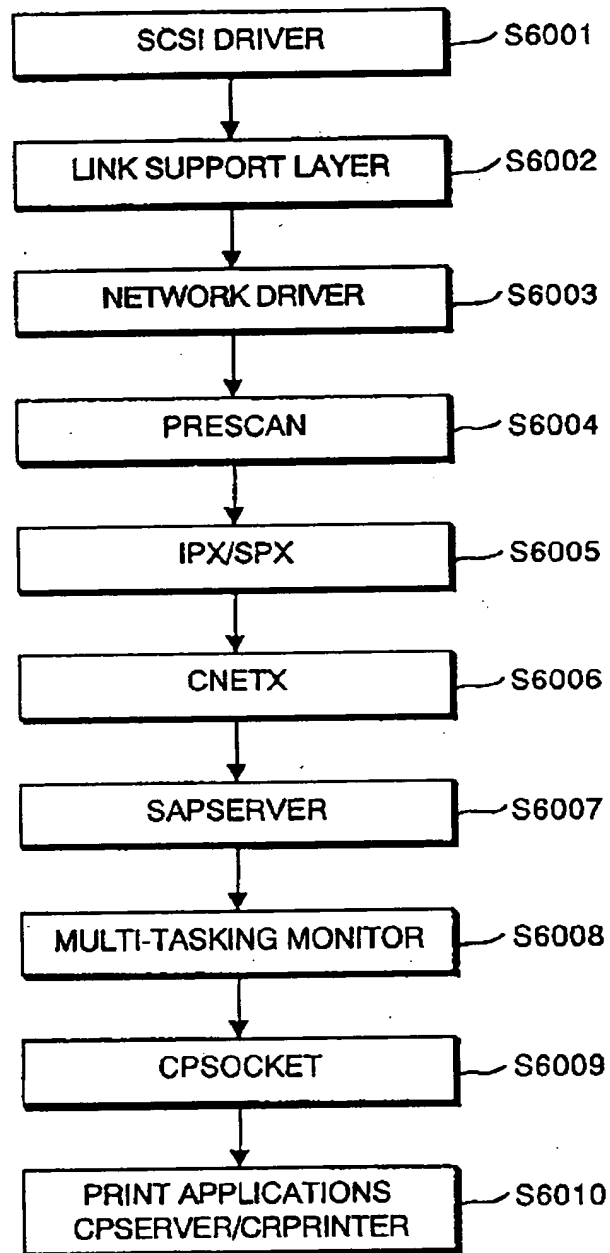 SCSI DRIVER
S6001
LINK SUPPORT LAYER
S6002
NETWORK DRIVER
S6003
PRESCAN
S6004
IPX/SPX
S6005
CNETX
S6006
SAPSERVER
S6007
MULTI-TASKING MONITOR
S6008
CPSOCKET
S6009
PRINT APPLICATIONS
CPSERVER/CRPRINTER
S6010